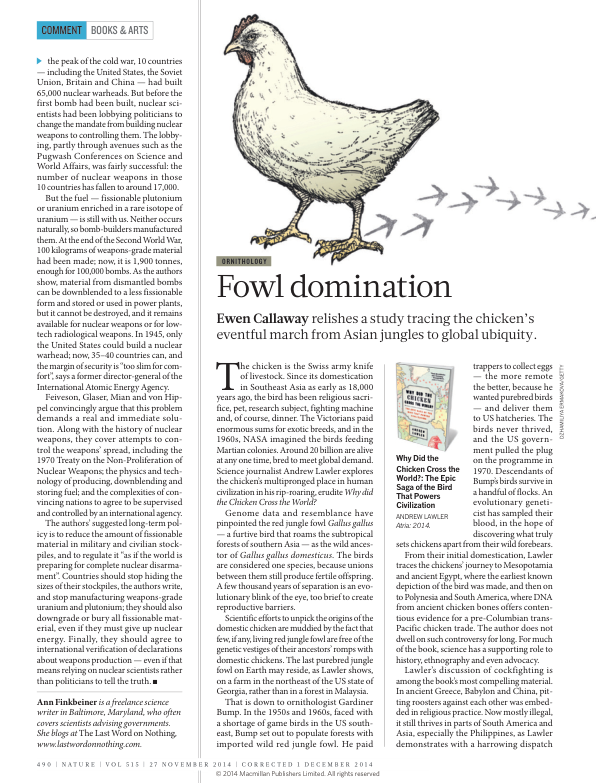 COMMENT BOOKS & ARTS
the peak of the cold war, 10 countries
— including the United States, the Soviet
Union, Britain and China — had built
65,000 nuclear warheads. But before the
first bomb had been built, nuclear sci-
entists had been lobbying politicians to
change the mandate from building nuclear
weapons to controlling them. The lobby-
ing, partly through avenues such as the
Pugwash Conferences on Science and
World Affairs, was fairly successful: the
number of nuclear weapons in those
10 countries has fallen to around 17,000.
But the fuel — fissionable plutonium
or uranium enriched in a rare isotope of
uranium — is still with us. Neither occurs
naturally, so bomb-builders manufactured
them. At the end of the Second World War,
100 kilograms of weapons-grade material
had been made; now, it is 1,900 tonnes,
enough for 100,000 bombs. As the authors
show, material from dismantled bombs
can be downblended to a less fissionable
form and stored or used in power plants,
but it cannot be destroyed, and it remains
available for nuclear weapons or for low-
tech radiological weapons. In 1945, only
the United States could build a nuclear
warhead; now, 35–40 countries can, and
the margin of security is "too slim for com-
fort", says a former director-general of the
International Atomic Energy Agency.
Feiveson, Glaser, Mian and von Hip-
pel convincingly argue that this problem
demands a real and immediate solu-
tion. Along with the history of nuclear
weapons, they cover attempts to con-
trol the weapons' spread, including the
1970 Treaty on the Non-Proliferation of
Nuclear Weapons; the physics and tech-
nology of producing, downblending and
storing fuel; and the complexities of con-
vincing nations to agree to be supervised
and controlled by an international agency.
The authors' suggested long-term pol-
icy is to reduce the amount of fissionable
material in military and civilian stock-
piles, and to regulate it "as if the world is
preparing for complete nuclear disarma-
ment". Countries should stop hiding the
sizes of their stockpiles, the authors write,
and stop manufacturing weapons-grade
uranium and plutonium; they should also
downgrade or bury all fissionable mat-
erial, even if they must give up nuclear
energy. Finally, they should agree to
international verification of declarations
about weapons production — even if that
means relying on nuclear scientists rather
than politicians to tell the truth. ■
Ann Finkbeiner is a freelance science
writer in Baltimore, Maryland, who often
covers scientists advising governments.
She blogs at The Last Word on Nothing,
www.lastwordonnothing.com.
ORNITHOLOGY
Fowl domination
Ewen Callaway relishes a study tracing the chicken's
eventful march from Asian jungles to global ubiquity.
The chicken is the Swiss army knife
of livestock. Since its domestication
in Southeast Asia as early as 18,000
years ago, the bird has been religious sacri-
fice, pet, research subject, fighting machine
and, of course, dinner. The Victorians paid
enormous sums for exotic breeds, and in the
1960s, NASA imagined the birds feeding
Martian colonies. Around 20 billion are alive
at any one time, bred to meet global demand.
Science journalist Andrew Lawler explores
the chicken's multipronged place in human
civilization in his rip-roaring, erudite Why did
the Chicken Cross the World?
Genome data and resemblance have
pinpointed the red jungle fowl Gallus gallus
— a furtive bird that roams the subtropical
forests of southern Asia — as the wild ances-
tor of Gallus gallus domesticus. The birds
are considered one species, because unions
between them still produce fertile offspring.
A few thousand years of separation is an evo-
lutionary blink of the eye, too brief to create
reproductive barriers.
Scientific efforts to unpick the origins of the
domestic chicken are muddied by the fact that
few, if any, living red jungle fowl are free of the
genetic vestiges of their ancestors' romps with
domestic chickens. The last purebred jungle
fowl on Earth may reside, as Lawler shows,
on a farm in the northeast of the US state of
Georgia, rather than in a forest in Malaysia.
That is down to ornithologist Gardiner
Bump. In the 1950s and 1960s, faced with
a shortage of game birds in the US south-
east, Bump set out to populate forests with
imported wild red jungle fowl. He paid
WHY DID THE
CHICKEN
CROSS THE WORLD?
ANDREW
LAWLER
Why Did the
Chicken Cross the
World?: The Epic
Saga of the Bird
That Powers
Civilization
ANDREW LAWLER
Atria: 2014.
trappers to collect eggs
— the more remote
the better, because he
wanted purebred birds
— and deliver them
to US hatcheries. The
birds never thrived,
and the US govern-
ment pulled the plug
on the programme in
1970. Descendants of
Bump's birds survive in
a handful of flocks. An
evolutionary geneti-
cist has sampled their
blood, in the hope of
discovering what truly
sets chickens apart from their wild forebears.
From their initial domestication, Lawler
traces the chickens' journey to Mesopotamia
and ancient Egypt, where the earliest known
depiction of the bird was made, and then on
to Polynesia and South America, where DNA
from ancient chicken bones offers conten-
tious evidence for a pre-Columbian trans-
Pacific chicken trade. The author does not
dwell on such controversy for long. For much
of the book, science has a supporting role to
history, ethnography and even advocacy.
Lawler's discussion of cockfighting is
among the book's most compelling material.
In ancient Greece, Babylon and China, pit-
ting roosters against each other was embed-
ded in religious practice. Now mostly illegal,
it still thrives in parts of South America and
Asia, especially the Philippines, as Lawler
demonstrates with a harrowing dispatch
DZHAMILIYA ERMAKOVA/GETTY
490 | NATURE | VOL 515 | 27 NOVEMBER 2014 | CORRECTED 1 DECEMBER 2014
© 2014 Macmillan Publishers Limited. All rights reserved